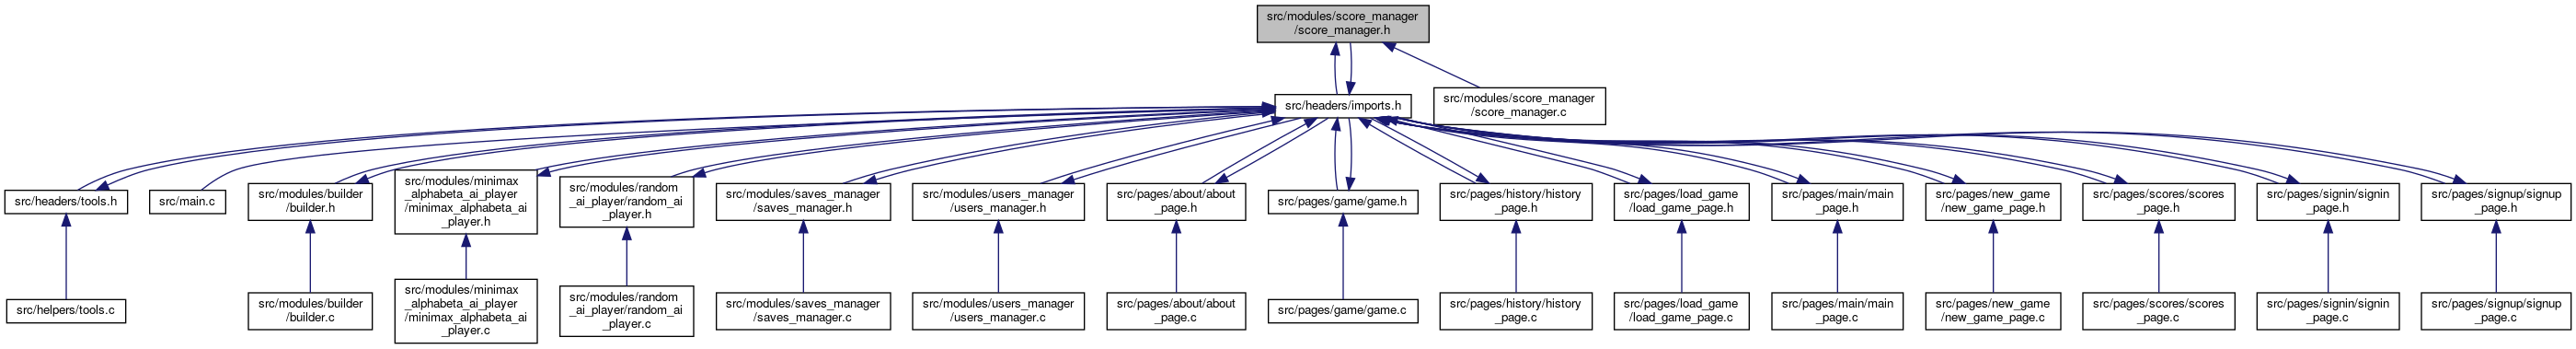 src/modules/score_manager
/score_manager.h
src/headers/imports.h
src/modules/score_manager
/score_manager.c
src/headers/tools.h
src/main.c
src/modules/builder
/builder.h
src/modules/minimax
_alphabeta_ai_player
/minimax_alphabeta_ai
_player.h
src/modules/random
_ai_player/random_ai
_player.h
src/modules/saves_manager
/saves_manager.h
src/modules/users_manager
/users_manager.h
src/pages/about/about
_page.h
src/pages/game/game.h
src/pages/history/history
_page.h
src/pages/load_game
/load_game_page.h
src/pages/main/main
_page.h
src/pages/new_game
/new_game_page.h
src/pages/scores/scores
_page.h
src/pages/signin/signin
_page.h
src/pages/signup/signup
_page.h
src/helpers/tools.c
src/modules/builder
/builder.c
src/modules/minimax
_alphabeta_ai_player
/minimax_alphabeta_ai
_player.c
src/modules/random
_ai_player/random_ai
_player.c
src/modules/saves_manager
/saves_manager.c
src/modules/users_manager
/users_manager.c
src/pages/about/about
_page.c
src/pages/game/game.c
src/pages/history/history
_page.c
src/pages/load_game
/load_game_page.c
src/pages/main/main
_page.c
src/pages/new_game
/new_game_page.c
src/pages/scores/scores
_page.c
src/pages/signin/signin
_page.c
src/pages/signup/signup
_page.c